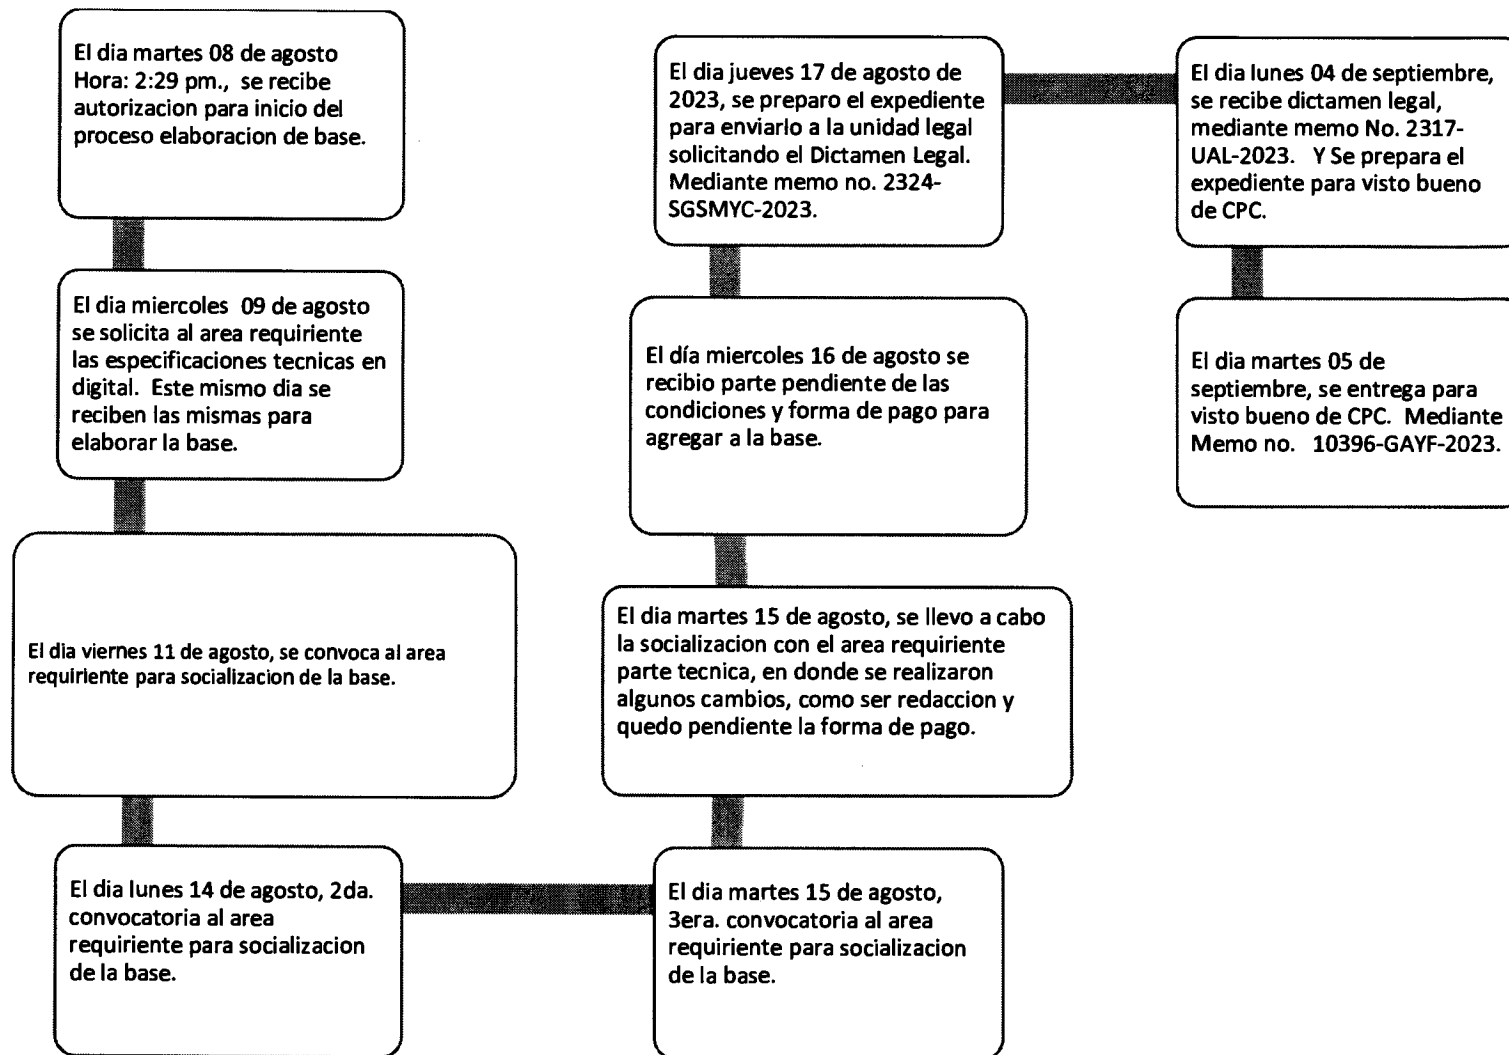 El dia martes 08 de agosto
Hora: 2:29 pm., se recibe
autorizacion para inicio del
proceso elaboracion de base.
El dia miercoles 09 de agosto
se solicita al area requiriente
las especificaciones tecnicas en
digital. Este mismo dia se
reciben las mismas para
elaborar la base.
El dia viernes 11 de agosto, se convoca al area
requiriente para socializacion de la base.
El dia lunes 14 de agosto, 2da.
convocatoria al area
requiriente para socializacion
de la base.
El dia martes 15 de agosto,
3era. convocatoria al area
requiriente para socializacion
de la base.
El dia martes 15 de agosto, se llevo a cabo
la socializacion con el area requiriente
parte tecnica, en donde se realizaron
algunos cambios, como ser redaccion y
quedo pendiente la forma de pago.
El día miercoles 16 de agosto se
recibio parte pendiente de las
condiciones y forma de pago para
agregar a la base.
El dia jueves 17 de agosto de
2023, se preparo el expediente
para enviarlo a la unidad legal
solicitando el Dictamen Legal.
Mediante memo no. 2324-
SGSMYC-2023.
El dia lunes 04 de septiembre,
se recibe dictamen legal,
mediante memo No. 2317-
UAL-2023. Y Se prepara el
expediente para visto bueno
de CPC.
El dia martes 05 de
septiembre, se entrega para
visto bueno de CPC. Mediante
Memo no. 10396-GAYF-2023.